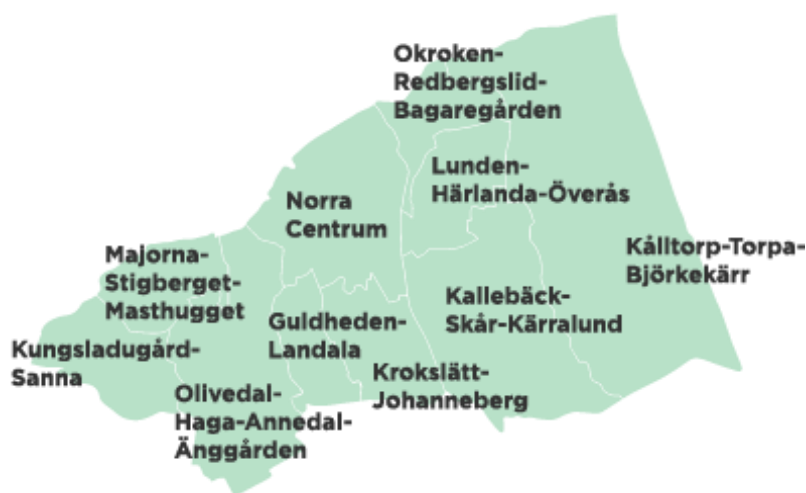 Okroken-
Redbergslid-
Bagaregården
Lunden-
Härlanda-Överås
Norra
Centrum
Kålltorp-Torpa-
Björkekärr
Majorna-
Stigberget-
Masthugget
Kallebäck-
Skår-Kärralund
Guldheden-
Landala
Kungsladugård-
Sanna
Krokslätt-
Johanneberg
Olivedal-
Haga-Annedal-
Änggården